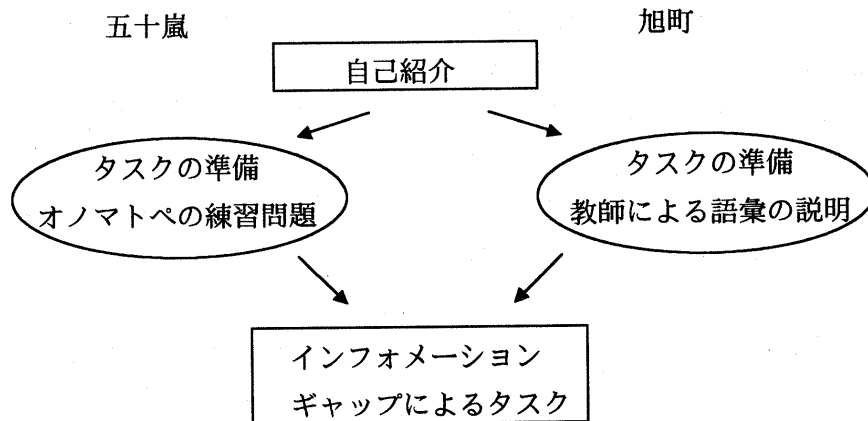 五十嵐
旭町
自己紹介
タスクの準備
オノマトペの練習問題
タスクの準備
教師による語彙の説明
インフォメーション
ギャップによるタスク